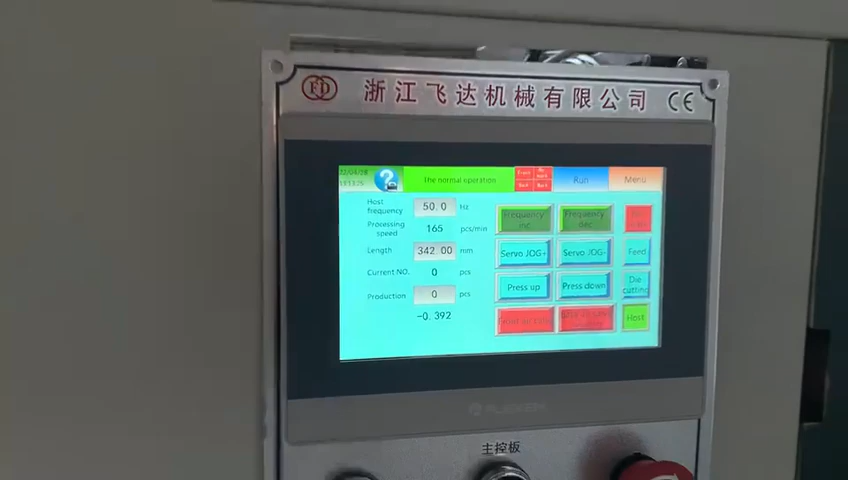 FD 浙江飞达机械有限公司 CE
22/04/28
The normal operation
Run
Menu
Host frequency 50.0 Hz
Processing speed 165 pcs/min
Length 342.00 mm
Current NO. 0 pcs
Production 0 pcs
-0.392
Frequency inc
Frequency dec
Servo JOG+
Servo JOG-
Feed
Press up
Press down
Die cutting
Host
主控板